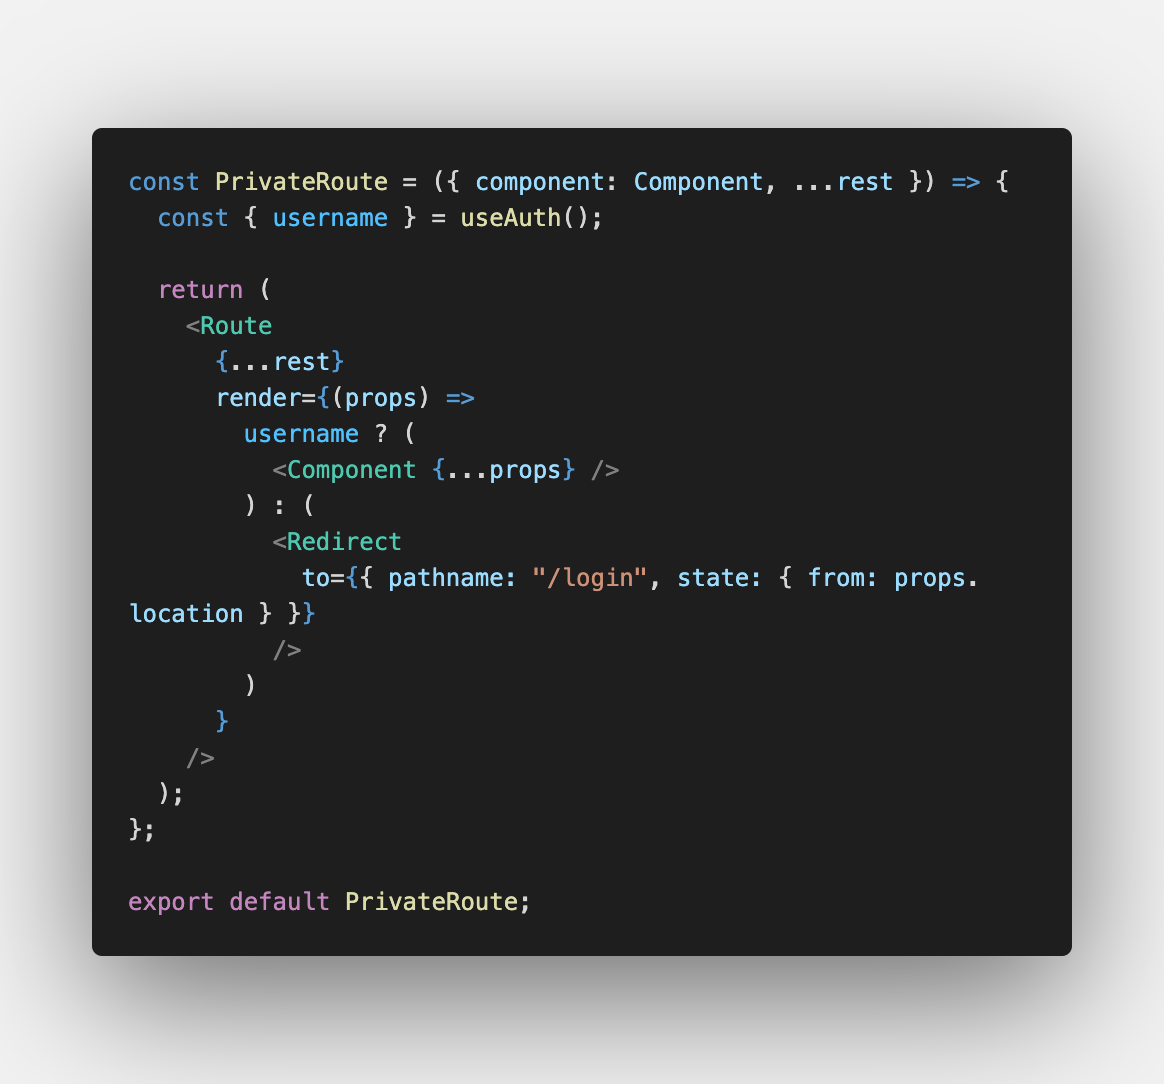 const PrivateRoute = ({ component: Component, ...rest }) => {
  const { username } = useAuth();

  return (
    <Route
      {...rest}
      render={(props) =>
        username ? (
          <Component {...props} />
        ) : (
          <Redirect
            to={{ pathname: "/login", state: { from: props.
location } }}
          />
        )
      }
    />
  );
};

export default PrivateRoute;